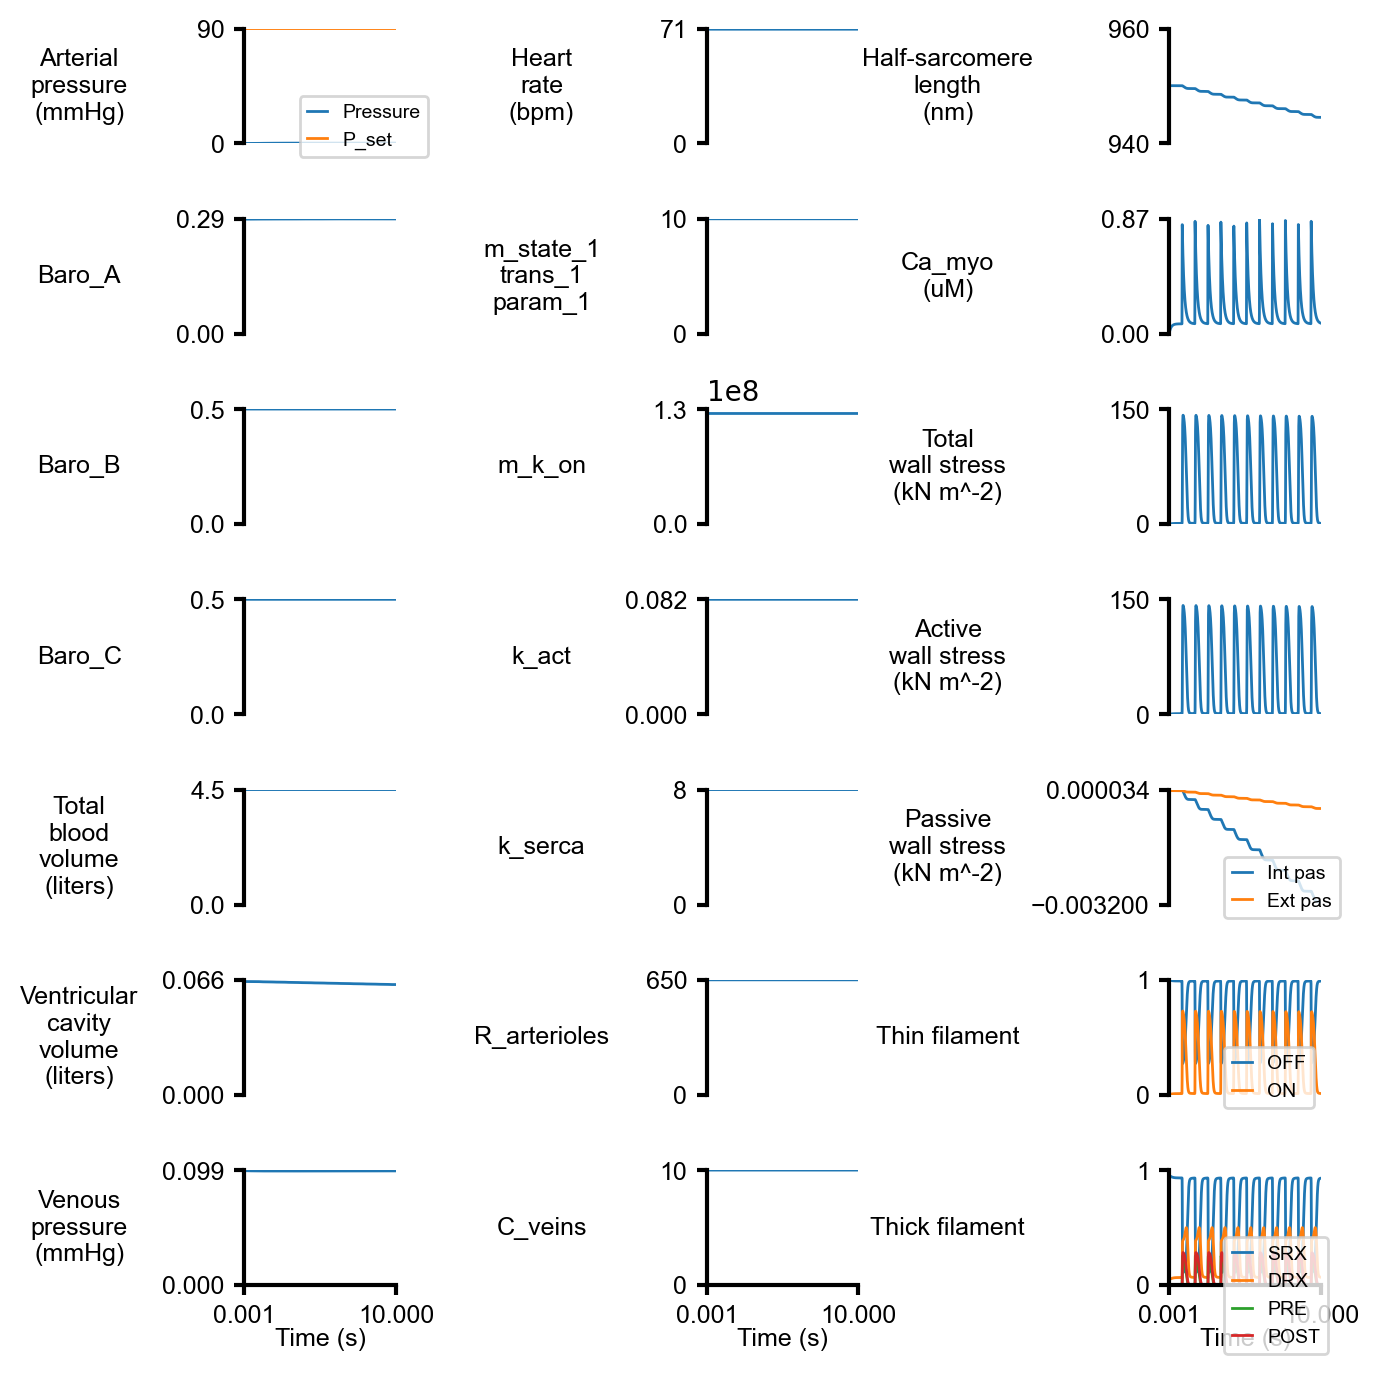 Arterial
pressure
(mmHg)
90
0
Pressure
P_set
Heart
rate
(bpm)
71
0
Half-sarcomere
length
(nm)
960
940
Baro_A
0.29
0.00
m_state_1
trans_1
param_1
10
0
Ca_myo
(uM)
0.87
0.00
Baro_B
0.5
0.0
m_k_on
1e8
1.3
0.0
Total
wall stress
(kN m^-2)
150
0
Baro_C
0.5
0.0
k_act
0.082
0.000
Active
wall stress
(kN m^-2)
150
0
Total
blood
volume
(liters)
4.5
0.0
k_serca
8
0
Passive
wall stress
(kN m^-2)
0.000034
−0.003200
Int pas
Ext pas
Ventricular
cavity
volume
(liters)
0.066
0.000
R_arterioles
650
0
Thin filament
1
0
OFF
ON
Venous
pressure
(mmHg)
0.099
0.000
0.001 10.000
Time (s)
C_veins
10
0
0.001 10.000
Time (s)
Thick filament
1
0
SRX
DRX
PRE
POST
0.001 10.000
Time (s)